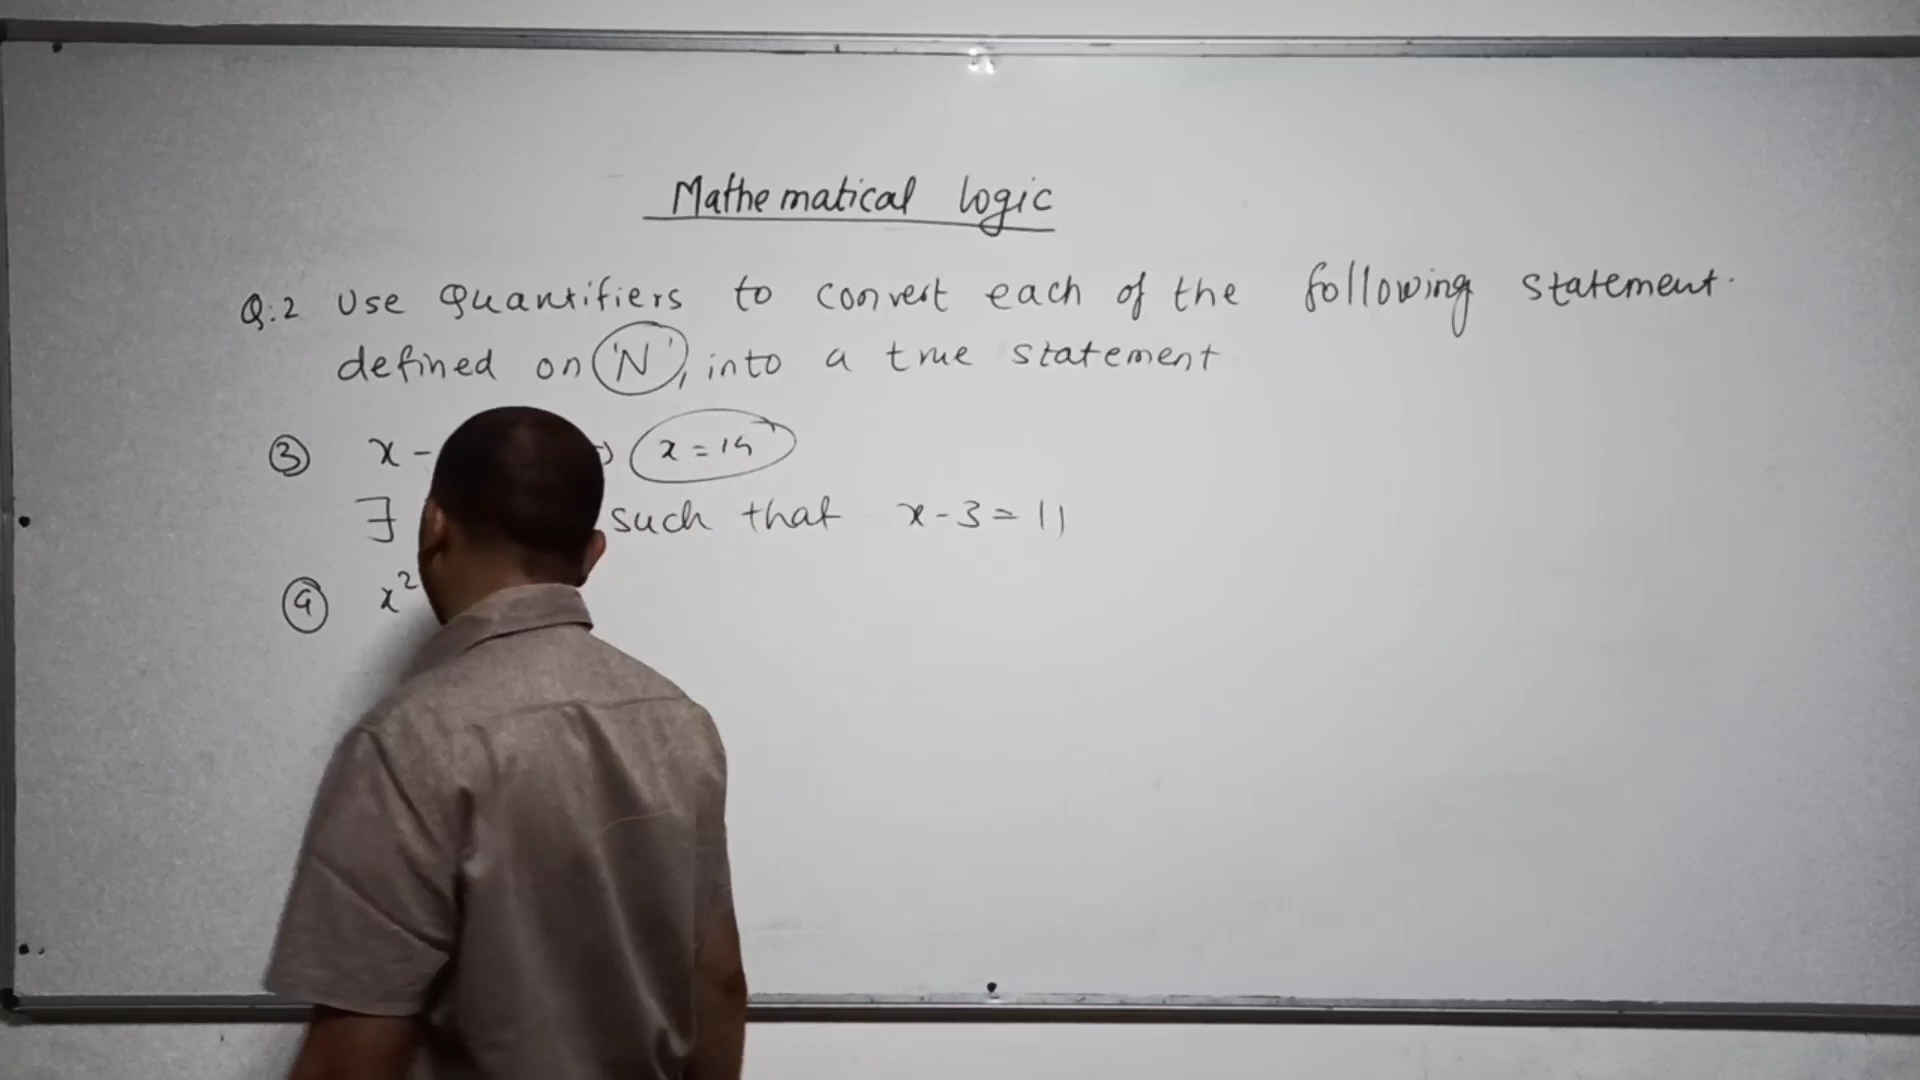 Mathematical logic
Q.2 Use Quantifiers to convert each of the following statement.
defined on 'N', into a true statement
③ x - x = 14
∃ such that x - 3 = 11
④ x²